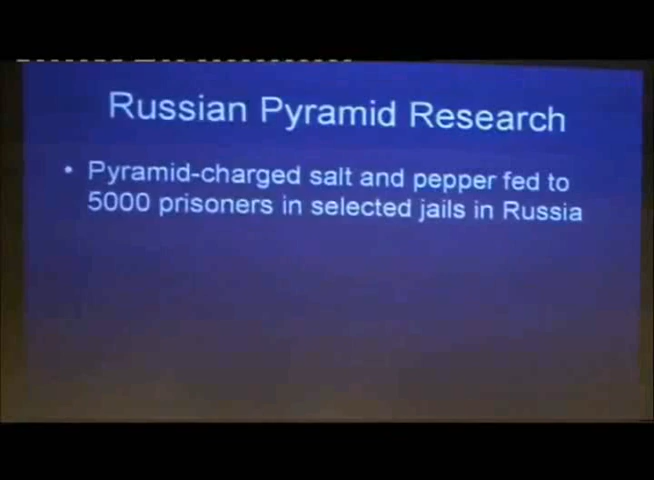 Russian Pyramid Research
• Pyramid-charged salt and pepper fed to
5000 prisoners in selected jails in Russia